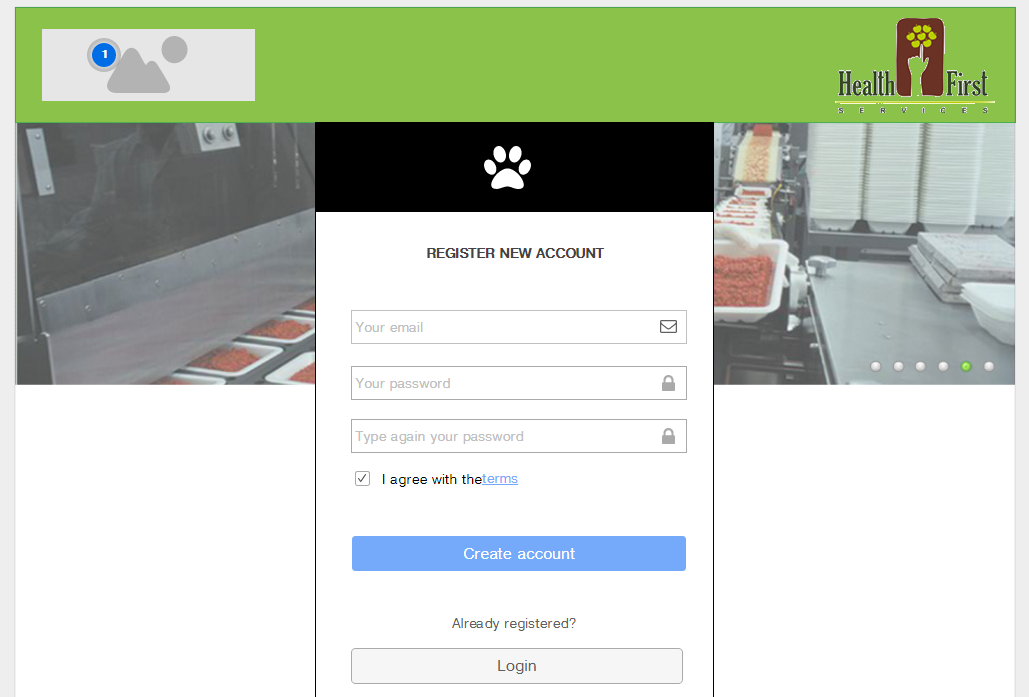 1
Health First
SERVICES
REGISTER NEW ACCOUNT
Your email
Your password
Type again your password
I agree with theterms
Create account
Already registered?
Login